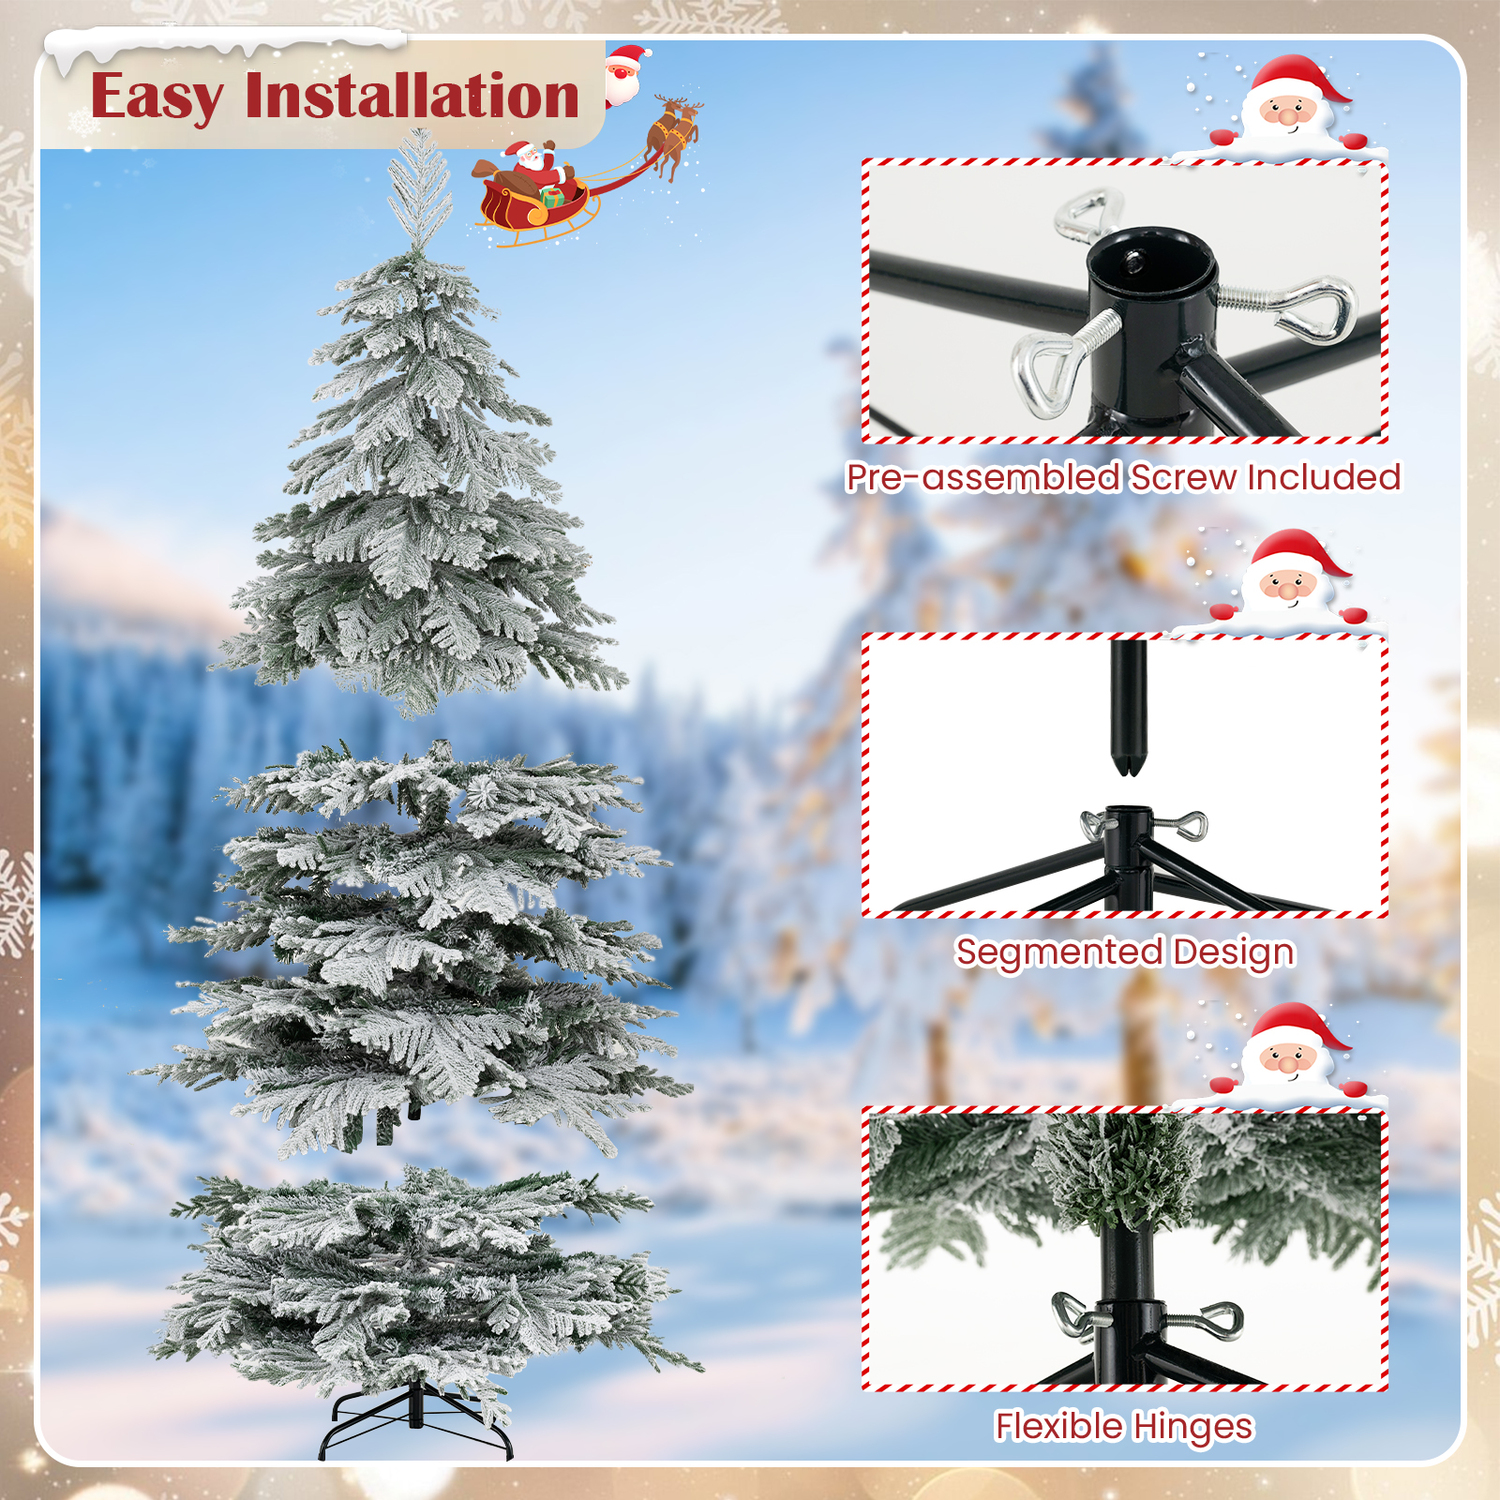 Easy Installation
Pre-assembled Screw Included
Segmented Design
Flexible Hinges